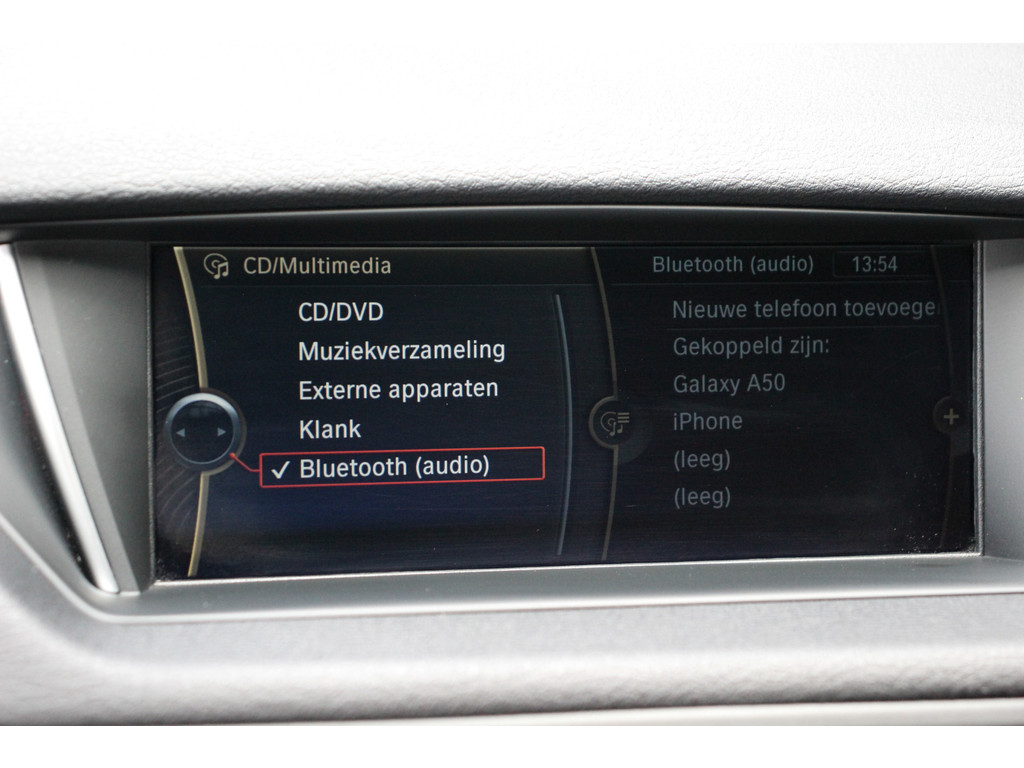 CD/Multimedia
CD/DVD
Muziekverzameling
Externe apparaten
Klank
✓ Bluetooth (audio)
Bluetooth (audio) 13:54
Nieuwe telefoon toevoege
Gekoppeld zijn:
Galaxy A50
iPhone
(leeg)
(leeg)